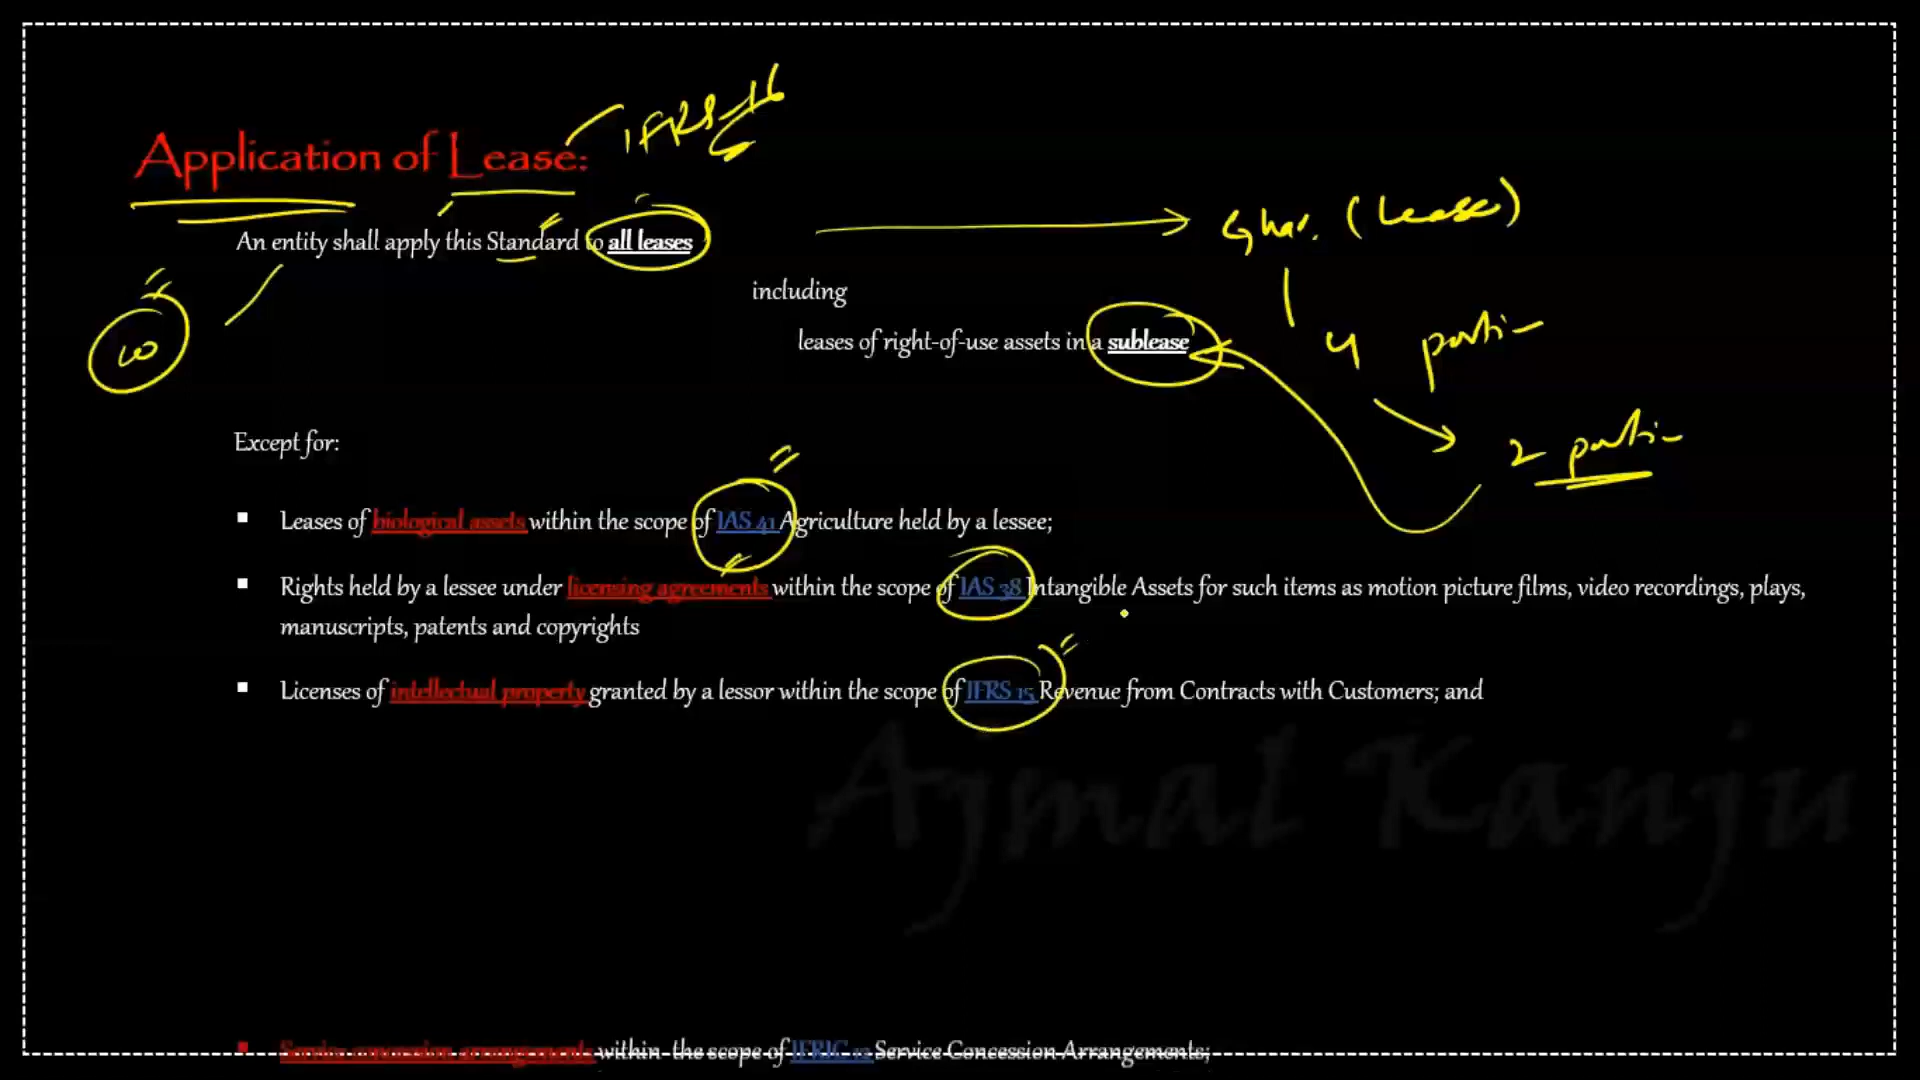 IFRS-16
Application of Lease:
Ghar. (Lease)
An entity shall apply this Standard to all leases
including
leases of right-of-use assets in a sublease
4
2
Except for:
Leases of biological assets within the scope of IAS 41 Agriculture held by a lessee;
Rights held by a lessee under licensing agreements within the scope of IAS 38 Intangible Assets for such items as motion picture films, video recordings, plays,
manuscripts, patents and copyrights
Licenses of intellectual property granted by a lessor within the scope of IFRS 15 Revenue from Contracts with Customers; and
Ajmal Kanju
Service concession arrangements within the scope of IFRIC 12 Service Concession Arrangements;